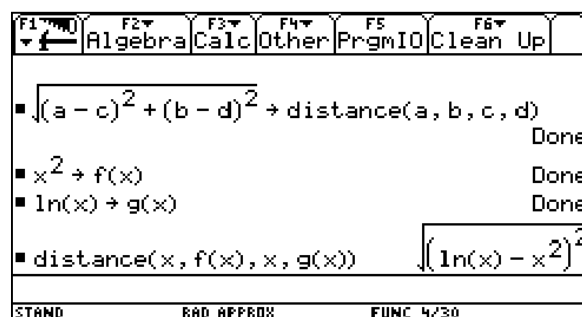 F1 F2 F3 F4 F5 F6
Algebra Calc Other PrgmIO Clean Up
▪ √((a - c)² + (b - d)²) → distance(a, b, c, d)
Done
▪ x² → f(x) Done
▪ ln(x) → g(x) Done
▪ distance(x, f(x), x, g(x)) √((ln(x) - x²)²
STAND RAD APPROX FUNC 4/30